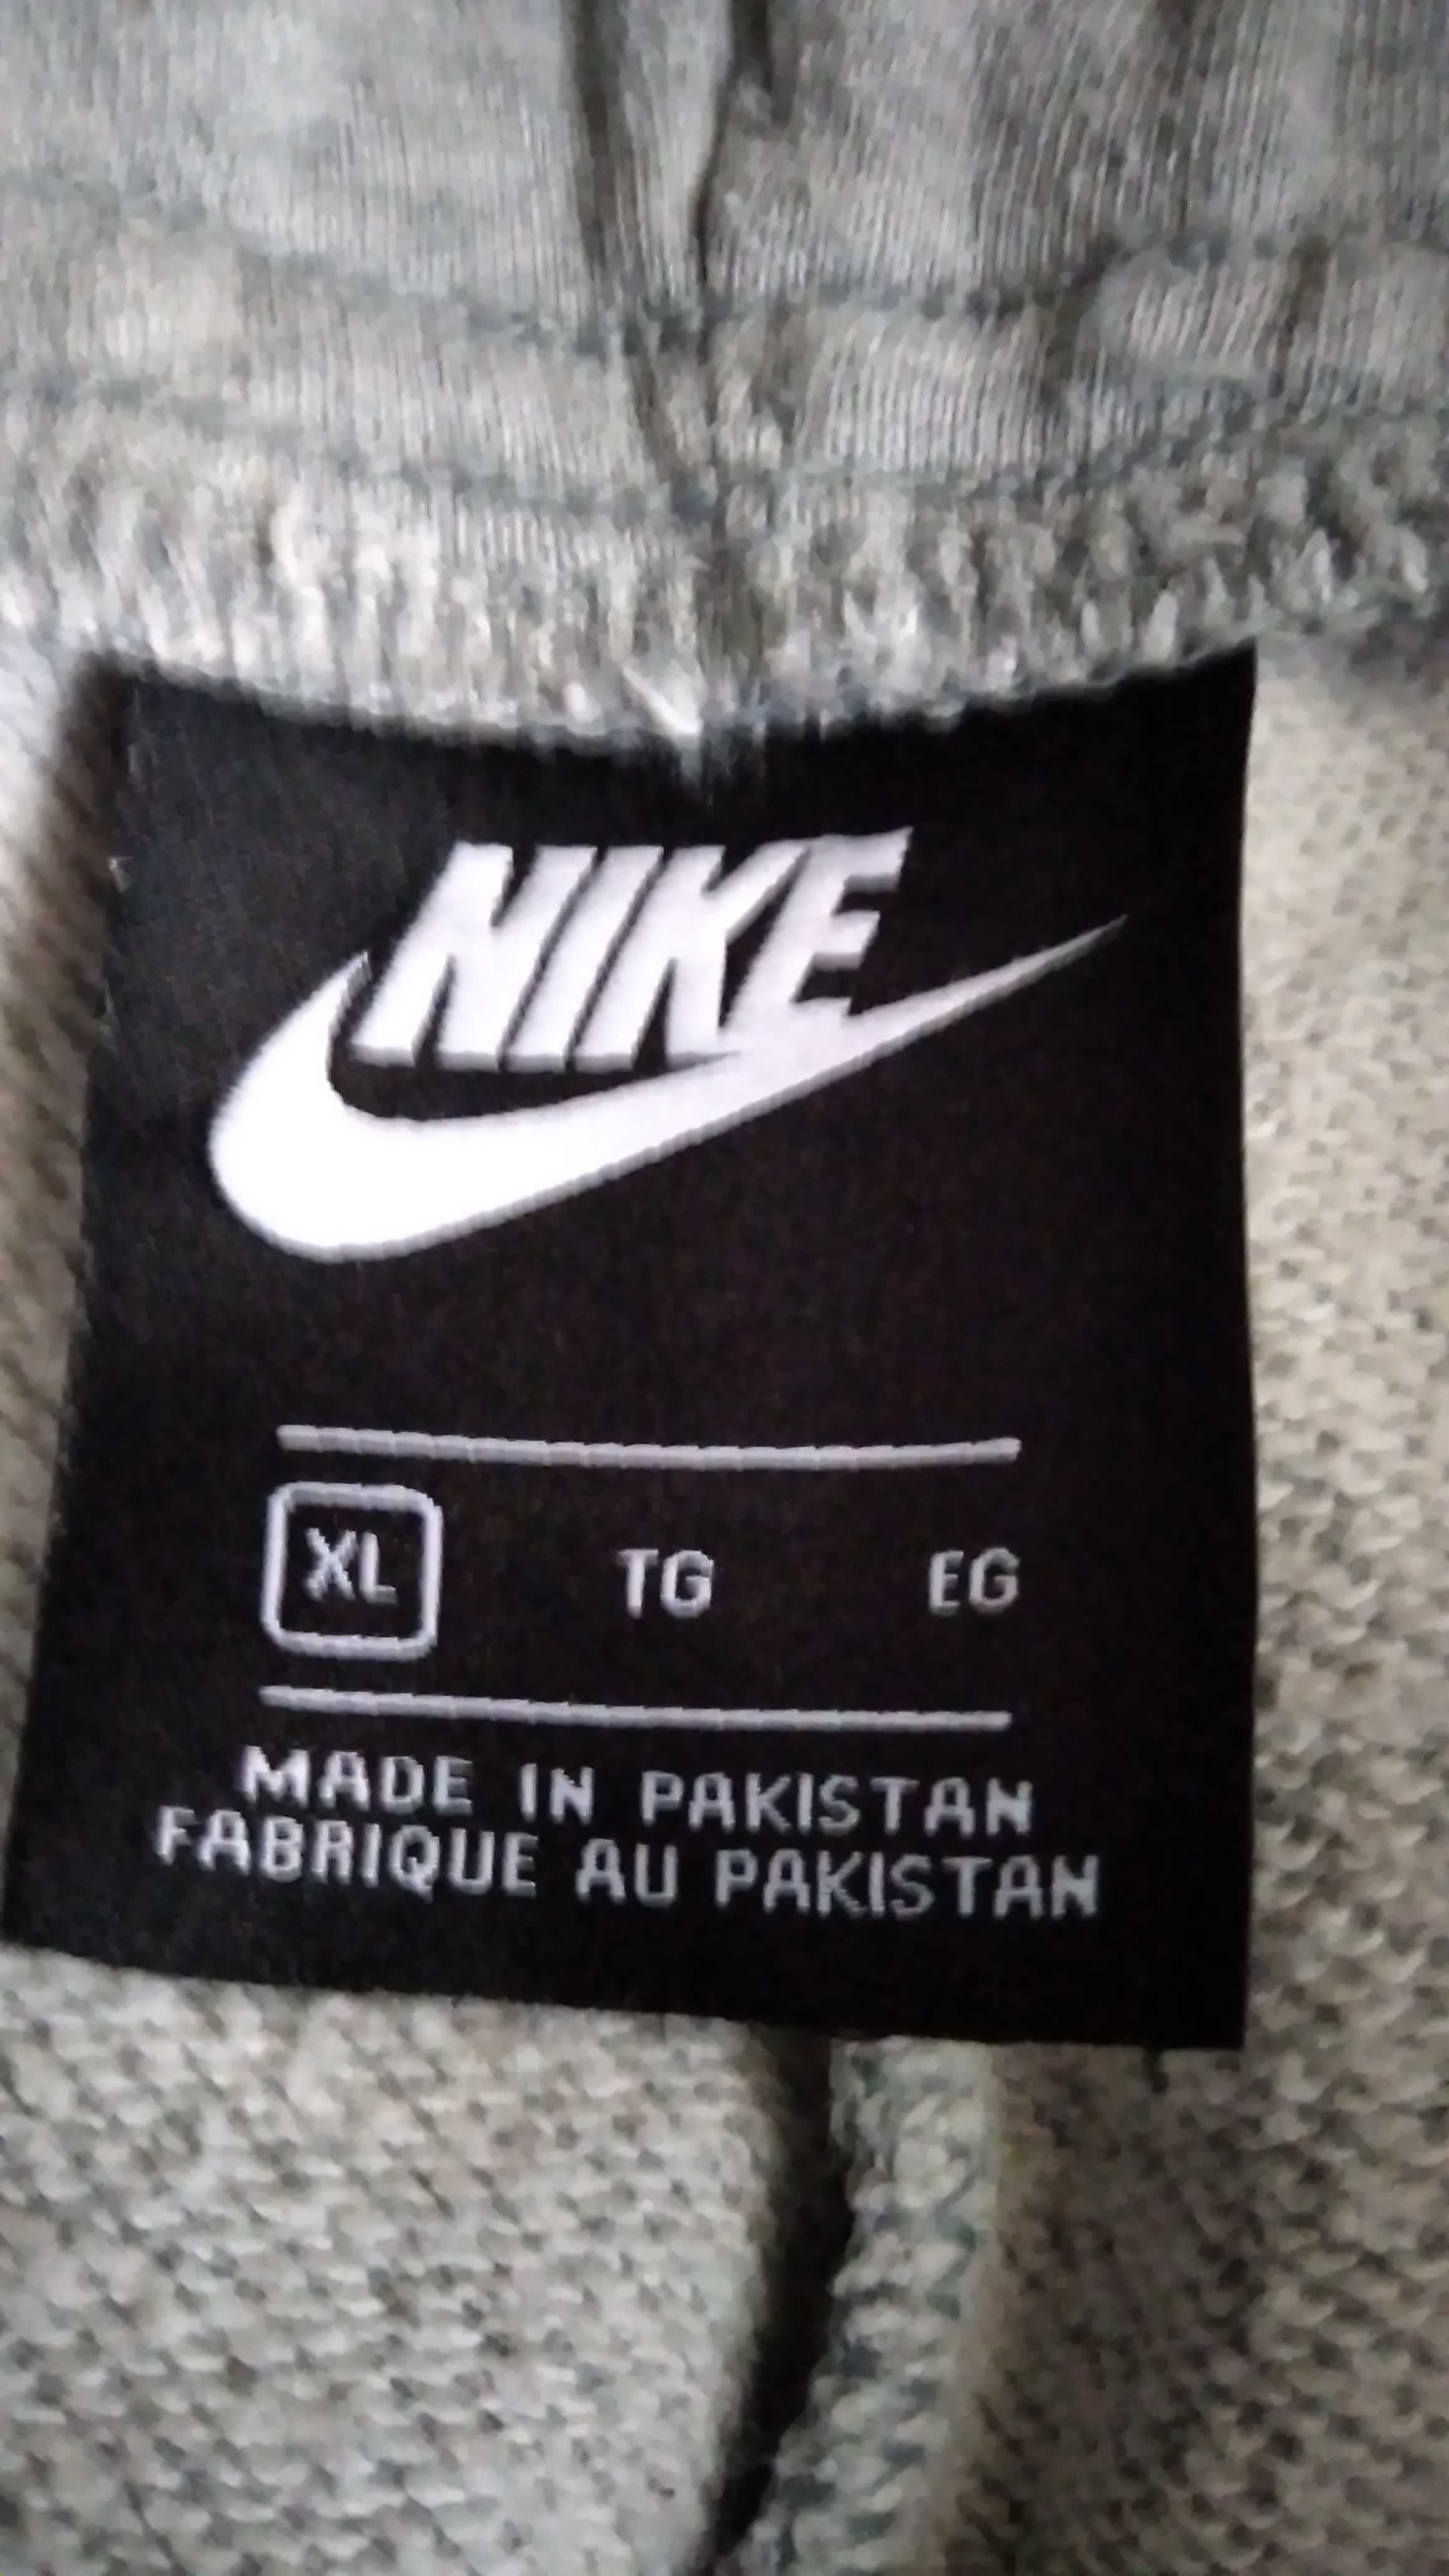 NIKE
XL TG EG
MADE IN PAKISTAN
FABRIQUE AU PAKISTAN